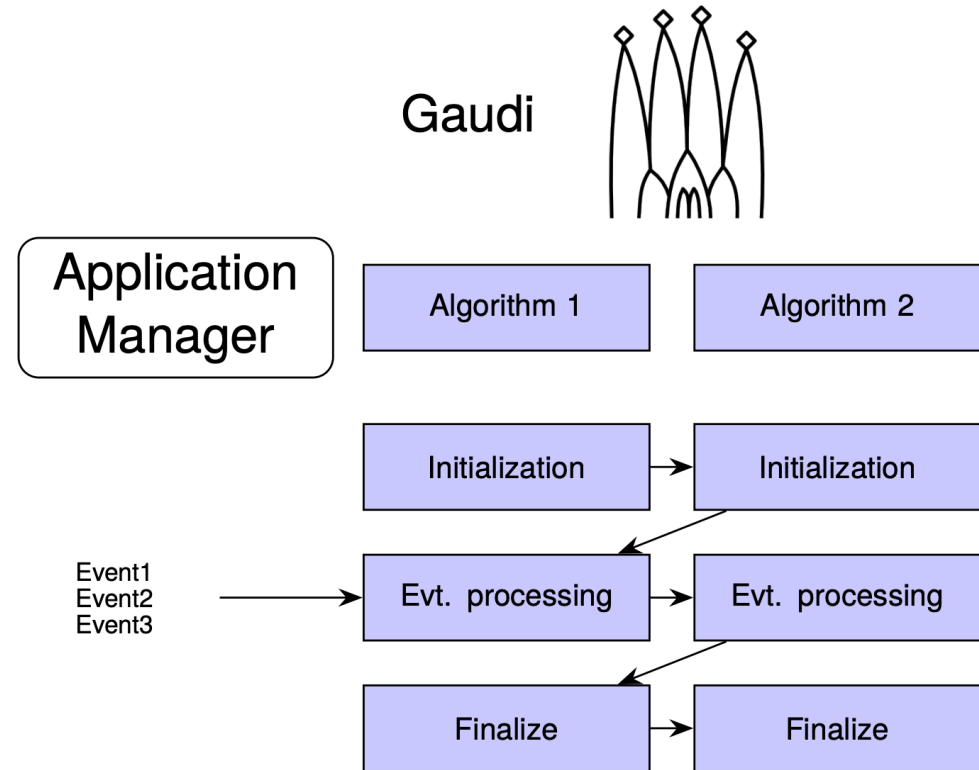 Gaudi
Application
Manager
Algorithm 1
Algorithm 2
Initialization
Initialization
Event1
Event2
Event3
Evt. processing
Evt. processing
Finalize
Finalize